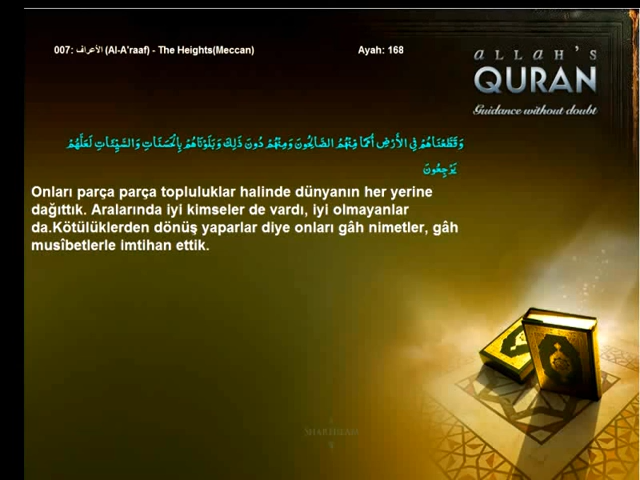 007: الأعراف (Al-A'raaf) - The Heights(Meccan)
Ayah: 168
ALLAH'S
QURAN
Guidance without doubt
وَقَطَّعْنَاهُمْ فِي الأَرْضِ أُمَمًا مِّنْهُمُ الصَّالِحُونَ وَمِنْهُمْ دُونَ ذَلِكَ وَبَلَوْنَاهُمْ بِالْحَسَنَاتِ وَالسَّيِّئَاتِ لَعَلَّهُمْ
يَرْجِعُونَ
Onları parça parça topluluklar halinde dünyanın her yerine
dağıttık. Aralarında iyi kimseler de vardı, iyi olmayanlar
da.Kötülüklerden dönüş yaparlar diye onları gâh nimetler, gâh
musîbetlerle imtihan ettik.